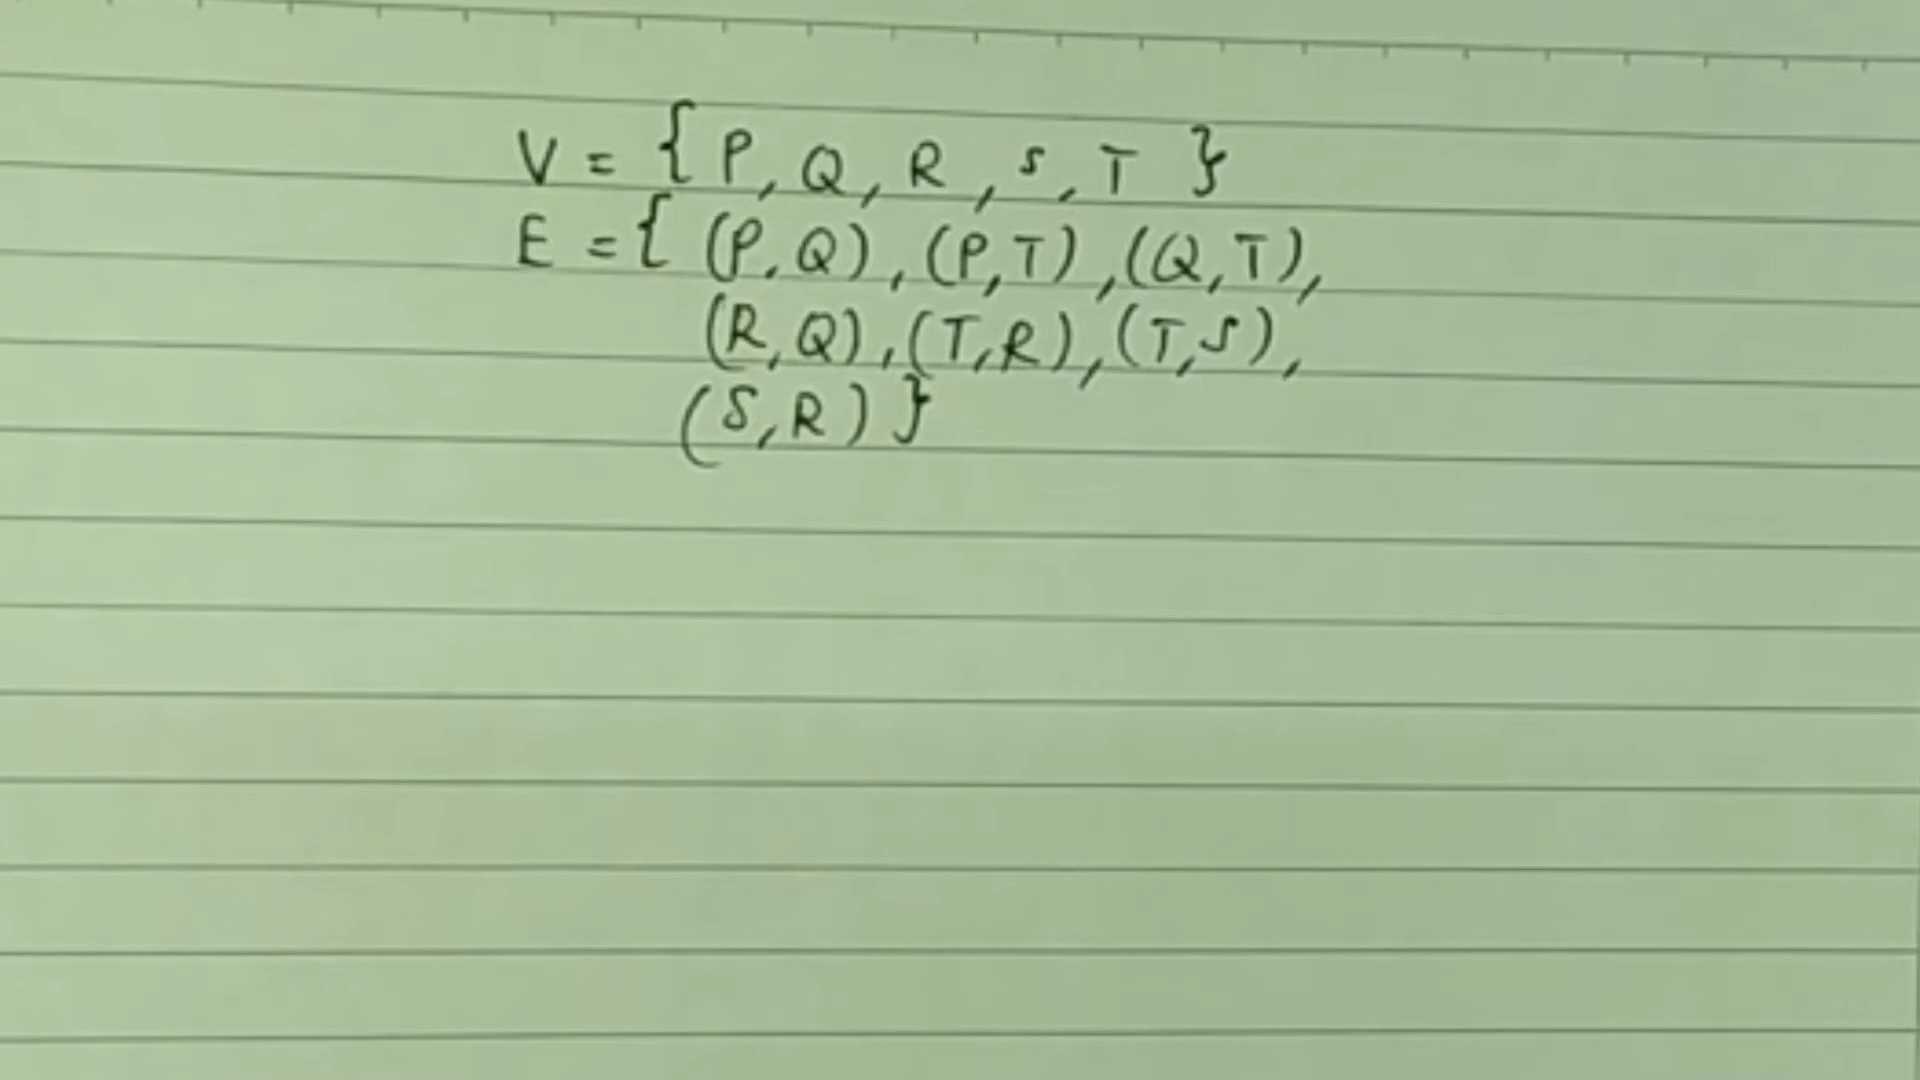 V = { P, Q, R, S, T }
E = { (P, Q), (P, T), (Q, T),
(R, Q), (T, R), (T, S),
(S, R) }